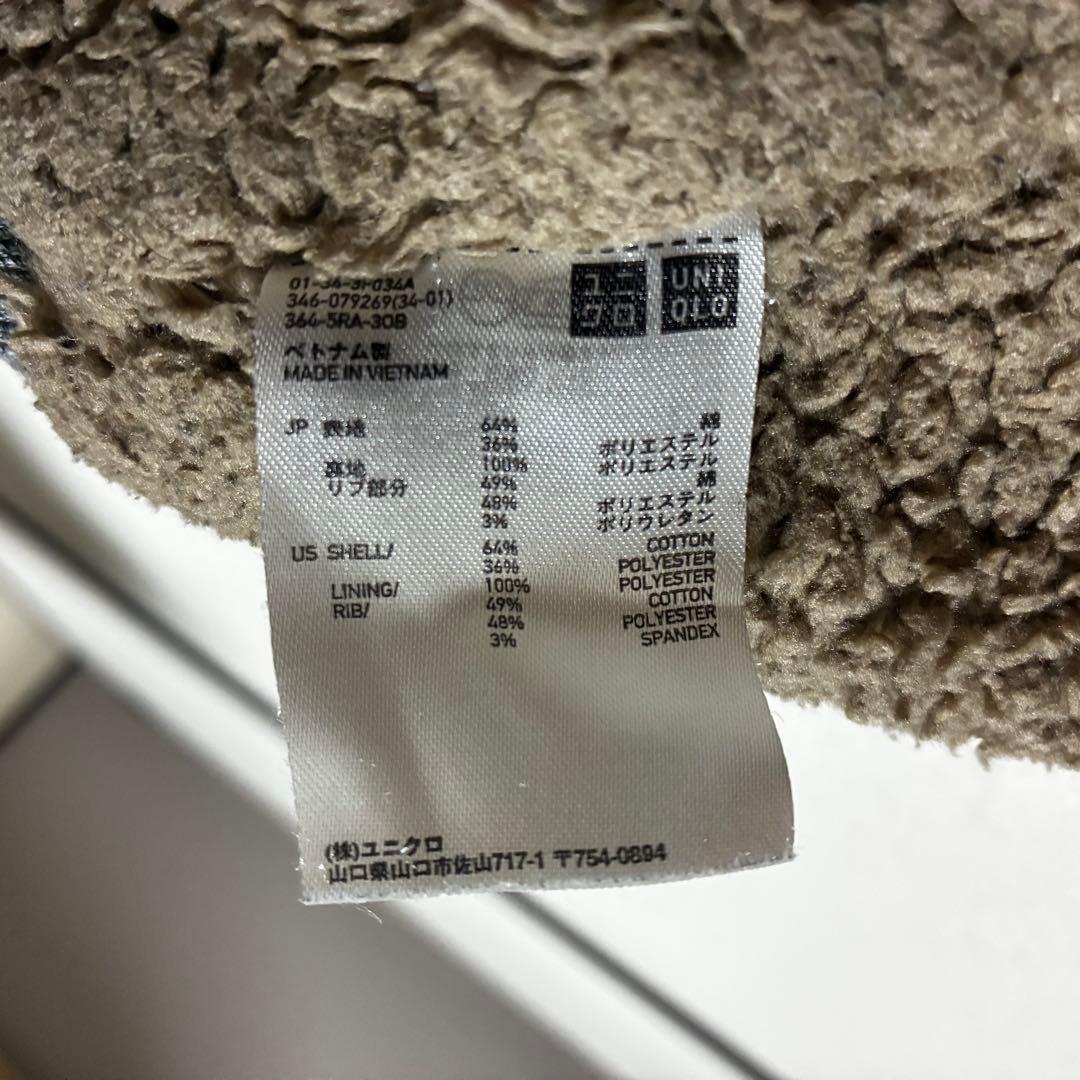 01-34-3F034A
346-079269(34-01)
364-5RA-30B
ユニ
クロ
UNI
QLO
ベトナム製
MADE IN VIETNAM
JP 表地 64% 綿
36% ポリエステル
裏地 100% ポリエステル
リブ部分 49% 綿
48% ポリエステル
3% ポリウレタン
US SHELL/ 64% COTTON
36% POLYESTER
LINING/ 100% POLYESTER
RIB/ 49% COTTON
48% POLYESTER
3% SPANDEX
(株)ユニクロ
山口県山口市佐山717-1 〒754-0894